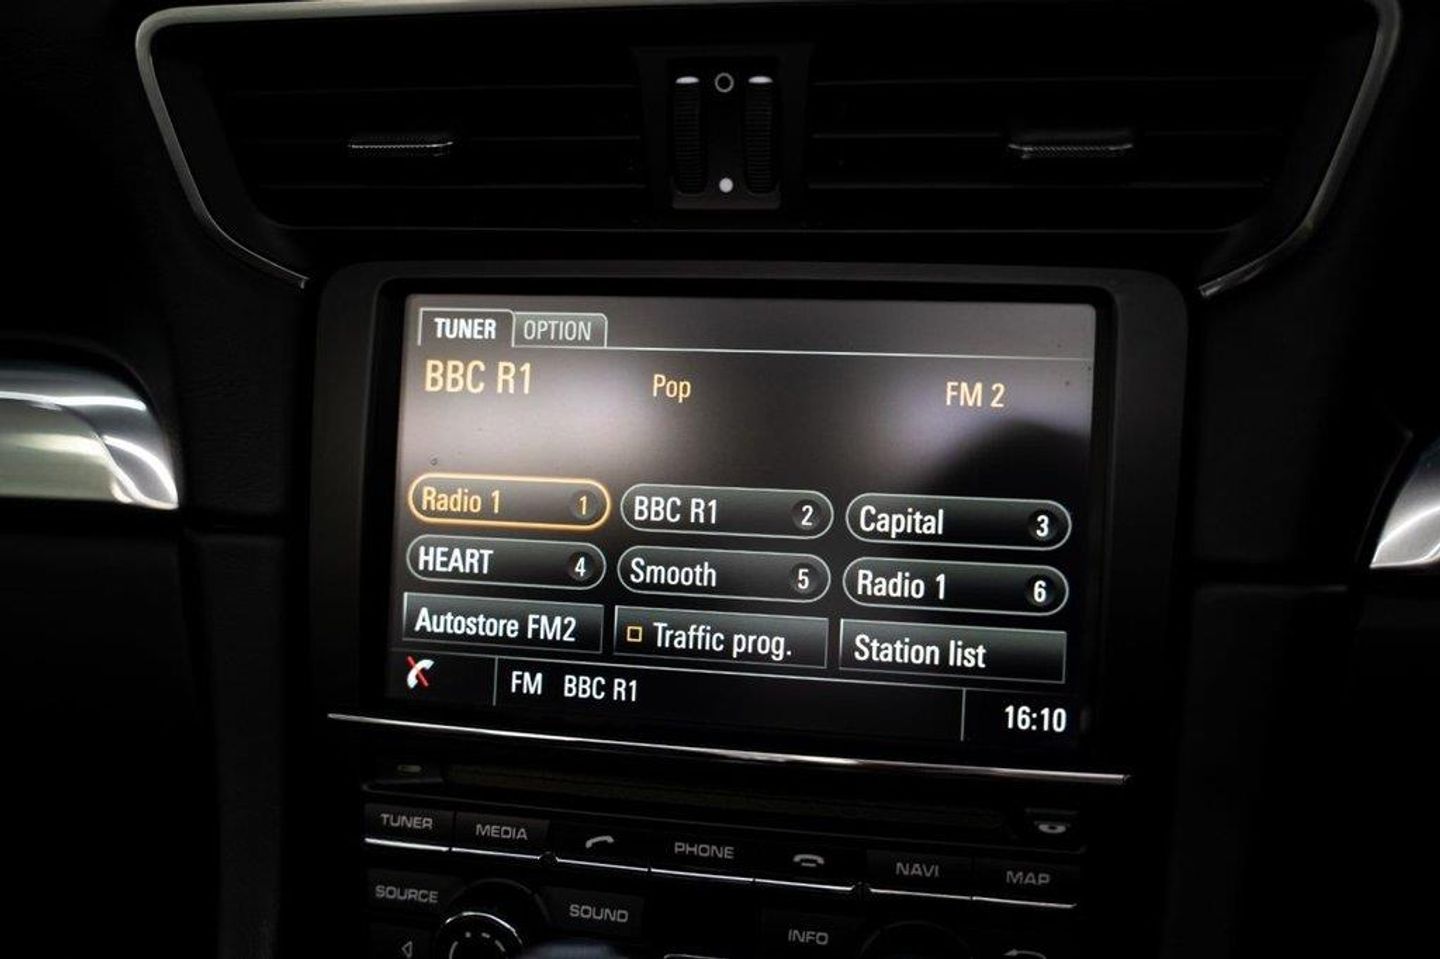 TUNER OPTION
BBC R1 Pop FM 2
Radio 1 1 BBC R1 2 Capital 3
HEART 4 Smooth 5 Radio 1 6
Autostore FM2 Traffic prog. Station list
FM BBC R1 16:10
TUNER MEDIA PHONE NAVI MAP
SOURCE SOUND INFO